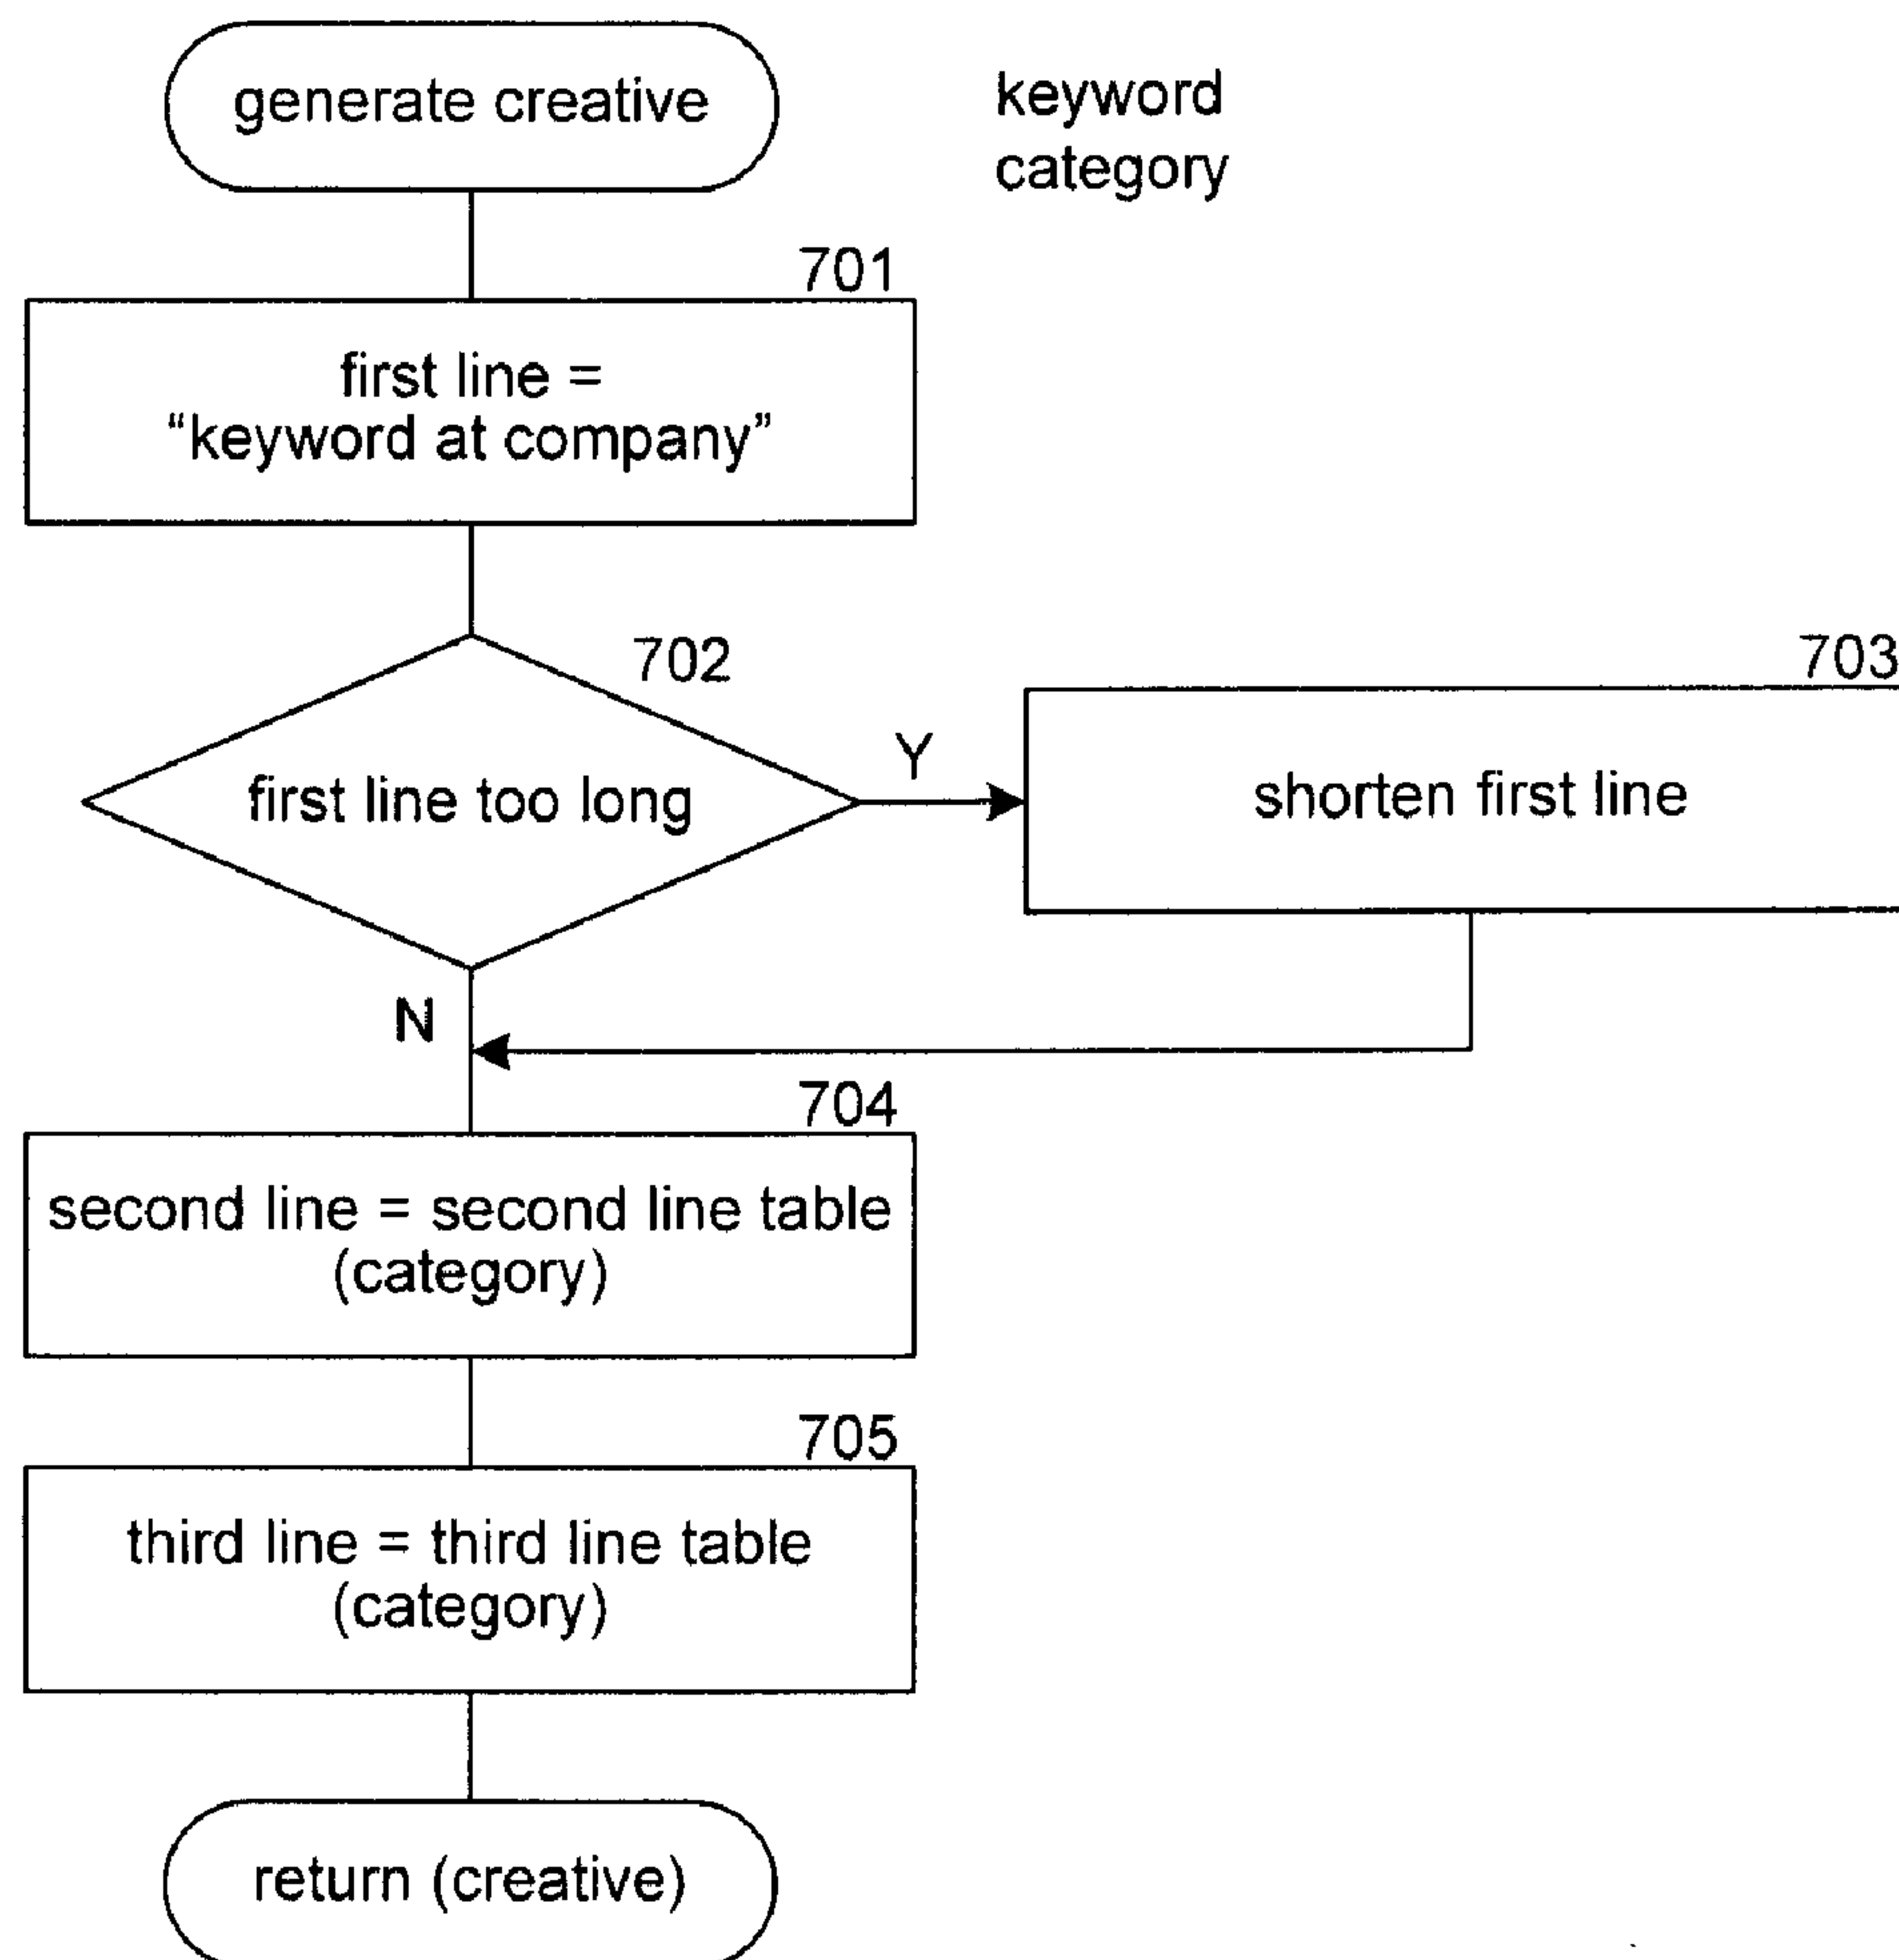 generate creative
keyword
category
701
first line =
“keyword at company”
702
first line too long
Y
703
shorten first line
N
704
second line = second line table
(category)
705
third line = third line table
(category)
return (creative)